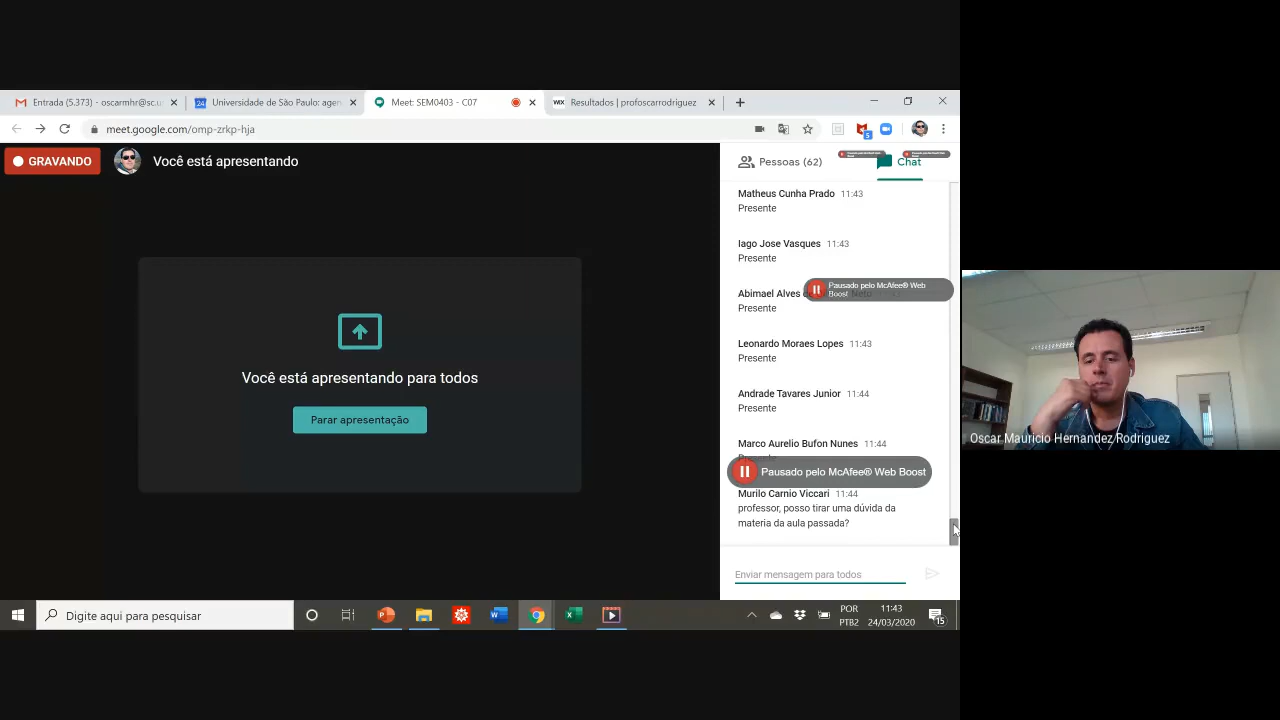 Entrada (5.373) - oscarmhr@sc.u
Universidade de São Paulo: agen
Meet: SEM0403 - C07
WIX Resultados | profoscarrodriguez
meet.google.com/omp-zrkp-hja
GRAVANDO
Você está apresentando
Pessoas (62)
Chat
Matheus Cunha Prado 11:43
Presente
Iago Jose Vasques 11:43
Presente
Abimael Alves
Pausado pelo McAfee® Web
Boost
Presente
Leonardo Moraes Lopes 11:43
Presente
Andrade Tavares Junior 11:44
Presente
Marco Aurelio Bufon Nunes 11:44
Pausado pelo McAfee® Web Boost
Murilo Carnio Viccari 11:44
professor, posso tirar uma dúvida da
materia da aula passada?
Enviar mensagem para todos
Você está apresentando para todos
Parar apresentação
Oscar Mauricio Hernandez Rodriguez
Digite aqui para pesquisar
POR
PTB2
11:43
24/03/2020
15